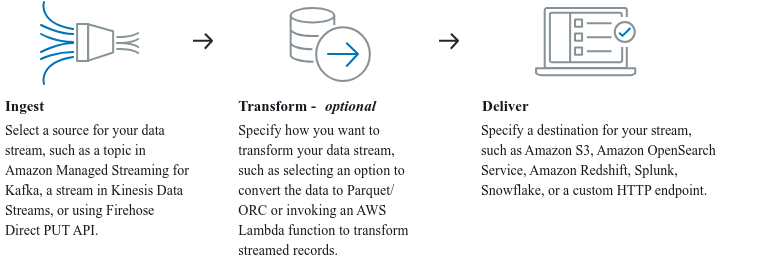 Ingest
Select a source for your data
stream, such as a topic in
Amazon Managed Streaming for
Kafka, a stream in Kinesis Data
Streams, or using Firehose
Direct PUT API.
Transform - optional
Specify how you want to
transform your data stream,
such as selecting an option to
convert the data to Parquet/
ORC or invoking an AWS
Lambda function to transform
streamed records.
Deliver
Specify a destination for your stream,
such as Amazon S3, Amazon OpenSearch
Service, Amazon Redshift, Splunk,
Snowflake, or a custom HTTP endpoint.